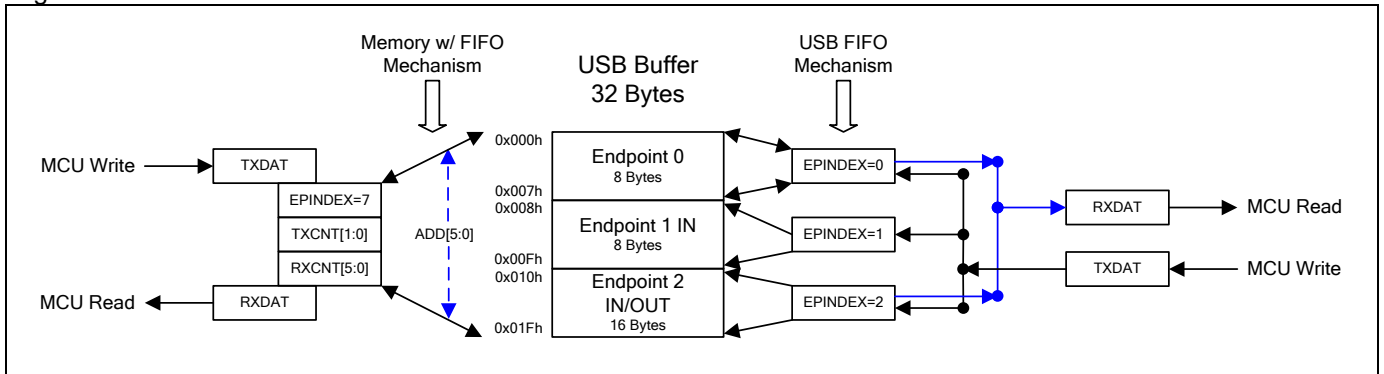 Memory w/ FIFO
Mechanism
USB Buffer
32 Bytes
USB FIFO
Mechanism
MCU Write
TXDAT
EPINDEX=7
TXCNT[1:0]
RXCNT[5:0]
RXDAT
MCU Read
ADD[5:0]
0x000h
0x007h
0x008h
0x00Fh
0x010h
0x01Fh
Endpoint 0
8 Bytes
Endpoint 1 IN
8 Bytes
Endpoint 2
IN/OUT
16 Bytes
EPINDEX=0
EPINDEX=1
EPINDEX=2
RXDAT
MCU Read
TXDAT
MCU Write